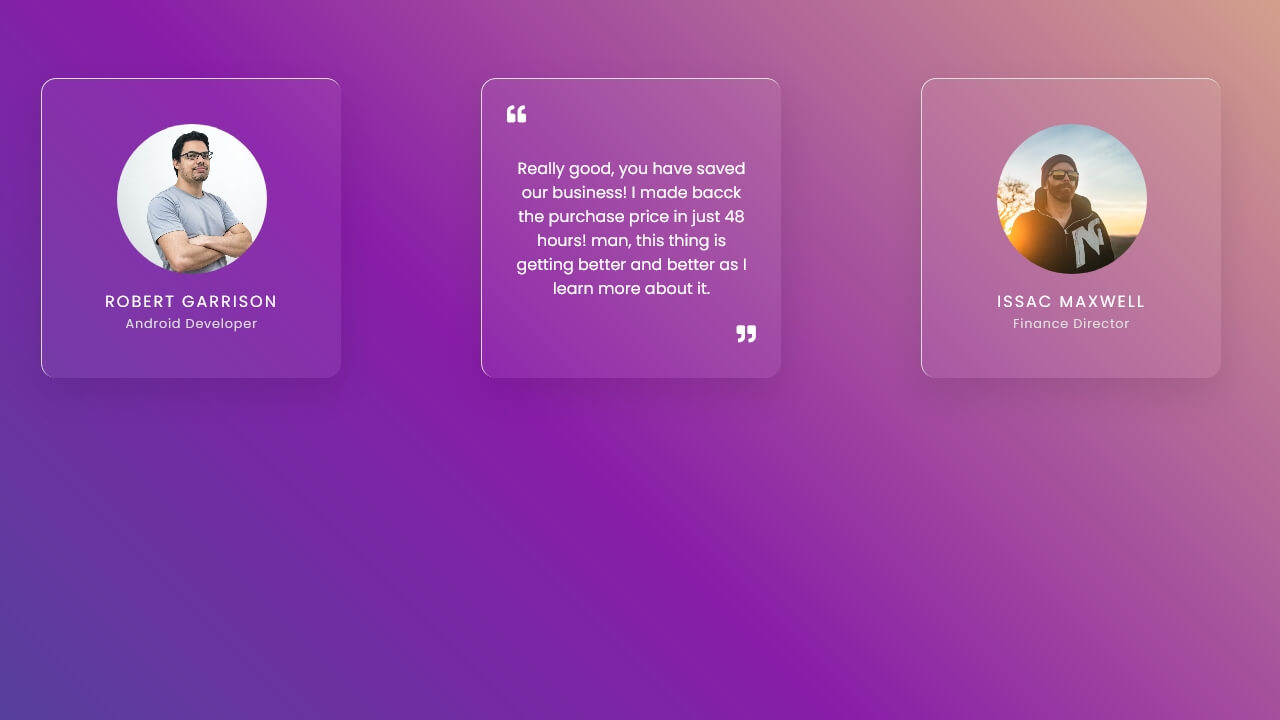 ROBERT GARRISON
Android Developer
“
Really good, you have saved
our business! I made bacck
the purchase price in just 48
hours! man, this thing is
getting better and better as I
learn more about it.
”
ISSAC MAXWELL
Finance Director